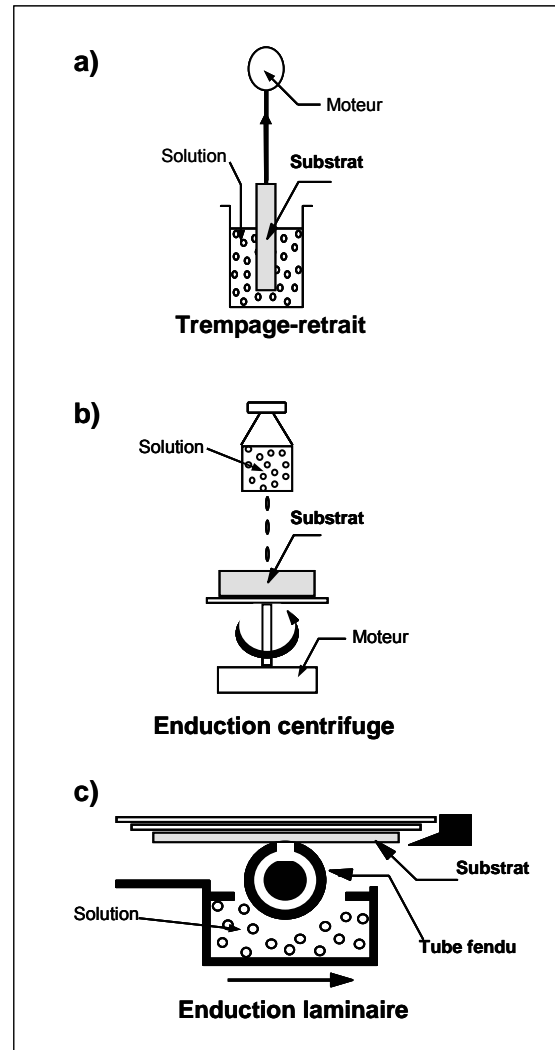 a)
Moteur
Solution
Substrat
Trempage-retrait
b)
Solution
Substrat
Moteur
Enduction centrifuge
c)
Substrat
Solution
Tube fendu
Enduction laminaire